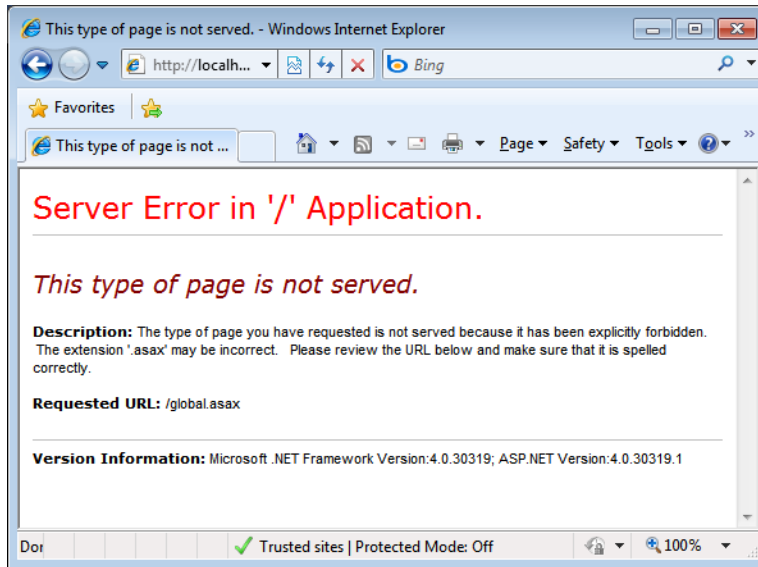 This type of page is not served. - Windows Internet Explorer
http://localh... Bing
Favorites
This type of page is not ... Page Safety Tools »
Server Error in '/' Application.
This type of page is not served.
Description: The type of page you have requested is not served because it has been explicitly forbidden.
The extension '.asax' may be incorrect. Please review the URL below and make sure that it is spelled
correctly.
Requested URL: /global.asax
Version Information: Microsoft .NET Framework Version:4.0.30319; ASP.NET Version:4.0.30319.1
Trusted sites | Protected Mode: Off 100%